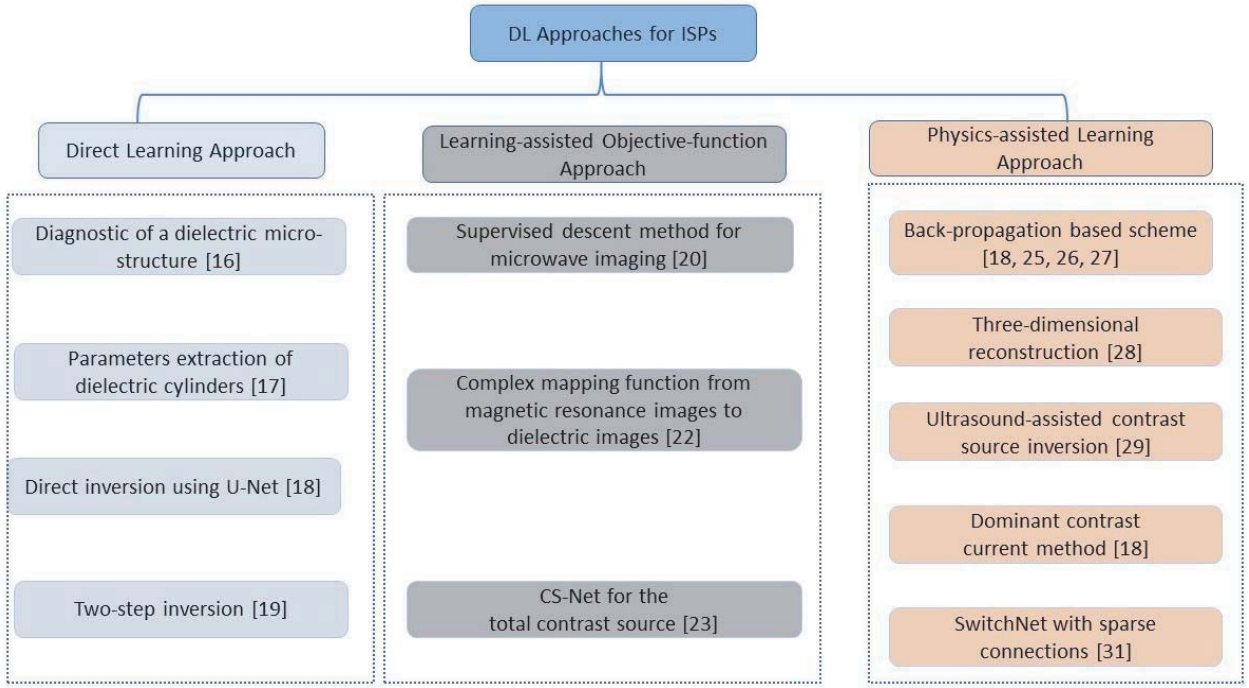 DL Approaches for ISPs
Direct Learning Approach
Learning-assisted Objective-function
Approach
Physics-assisted Learning
Approach
Diagnostic of a dielectric micro-
structure [16]
Parameters extraction of
dielectric cylinders [17]
Direct inversion using U-Net [18]
Two-step inversion [19]
Supervised descent method for
microwave imaging [20]
Complex mapping function from
magnetic resonance images to
dielectric images [22]
CS-Net for the
total contrast source [23]
Back-propagation based scheme
[18, 25, 26, 27]
Three-dimensional
reconstruction [28]
Ultrasound-assisted contrast
source inversion [29]
Dominant contrast
current method [18]
SwitchNet with sparse
connections [31]